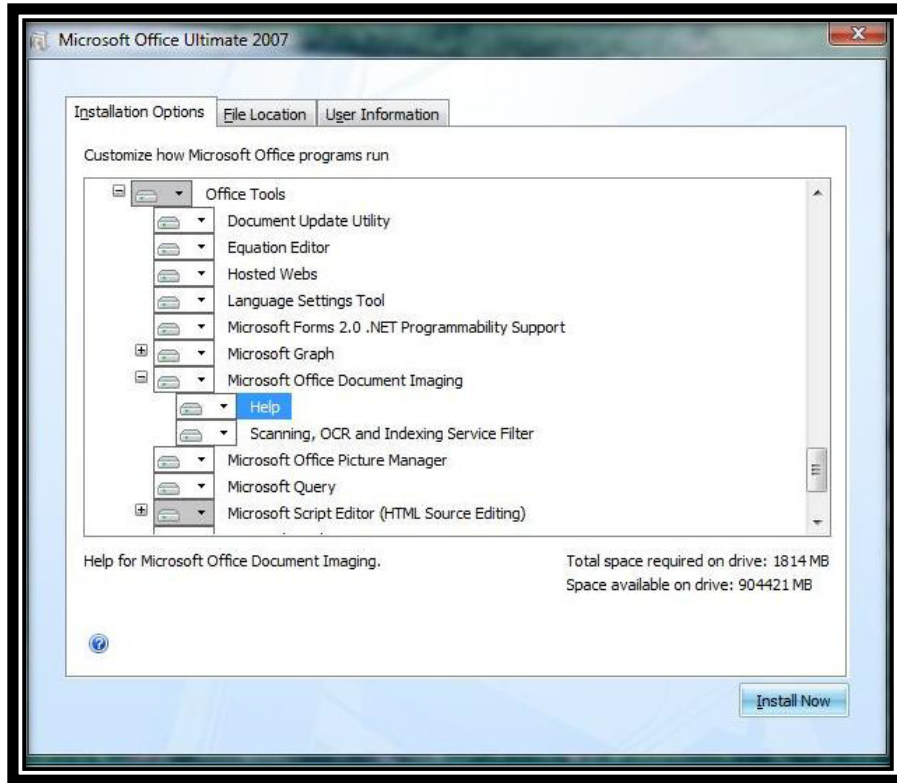 Microsoft Office Ultimate 2007
Installation Options File Location User Information
Customize how Microsoft Office programs run
Office Tools
Document Update Utility
Equation Editor
Hosted Webs
Language Settings Tool
Microsoft Forms 2.0 .NET Programmability Support
Microsoft Graph
Microsoft Office Document Imaging
Help
Scanning, OCR and Indexing Service Filter
Microsoft Office Picture Manager
Microsoft Query
Microsoft Script Editor (HTML Source Editing)
Help for Microsoft Office Document Imaging.
Total space required on drive: 1814 MB
Space available on drive: 904421 MB
Install Now